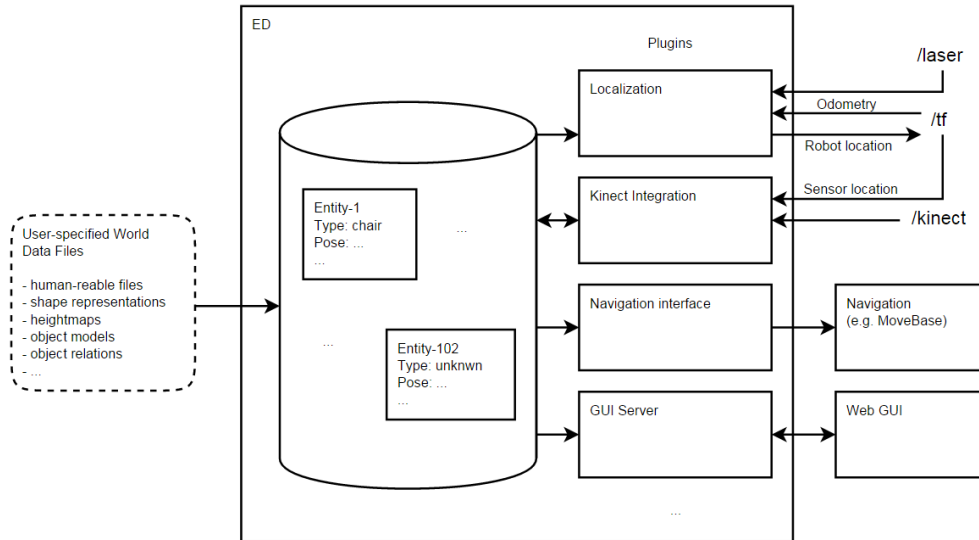 ED
Plugins
/laser
Localization
Odometry
/tf
Robot location
Sensor location
Kinect Integration
/kinect
Entity-1
Type: chair
Pose: ...
...
...
User-specified World
Data Files
- human-reable files
- shape representations
- heightmaps
- object models
- object relations
- ...
Navigation interface
Navigation
(e.g. MoveBase)
...
Entity-102
Type: unknwn
Pose: ...
...
GUI Server
Web GUI
...